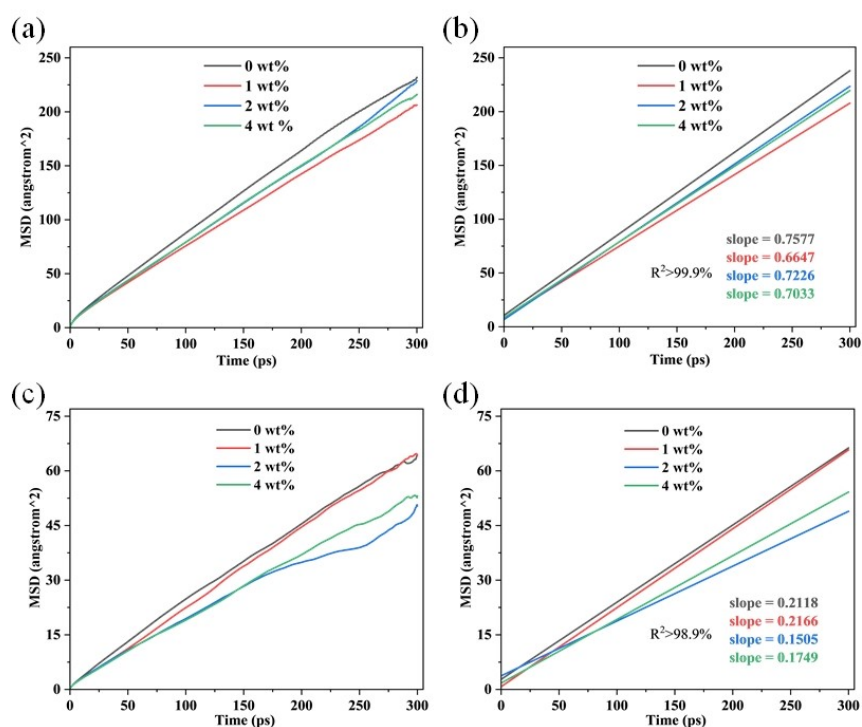 (a)
250
200
150
100
50
0
MSD (angstrom^2)
0 wt%
1 wt%
2 wt%
4 wt %
0 50 100 150 200 250 300
Time (ps)
(b)
250
200
150
100
50
0
MSD (angstrom^2)
0 wt%
1 wt%
2 wt%
4 wt%
slope = 0.7577
slope = 0.6647
R²>99.9%
slope = 0.7226
slope = 0.7033
0 50 100 150 200 250 300
Time (ps)
(c)
75
60
45
30
15
0
MSD (angstrom^2)
0 wt%
1 wt%
2 wt%
4 wt%
0 50 100 150 200 250 300
Time (ps)
(d)
75
60
45
30
15
0
MSD (angstrom^2)
0 wt%
1 wt%
2 wt%
4 wt%
slope = 0.2118
slope = 0.2166
R²>98.9%
slope = 0.1505
slope = 0.1749
0 50 100 150 200 250 300
Time (ps)